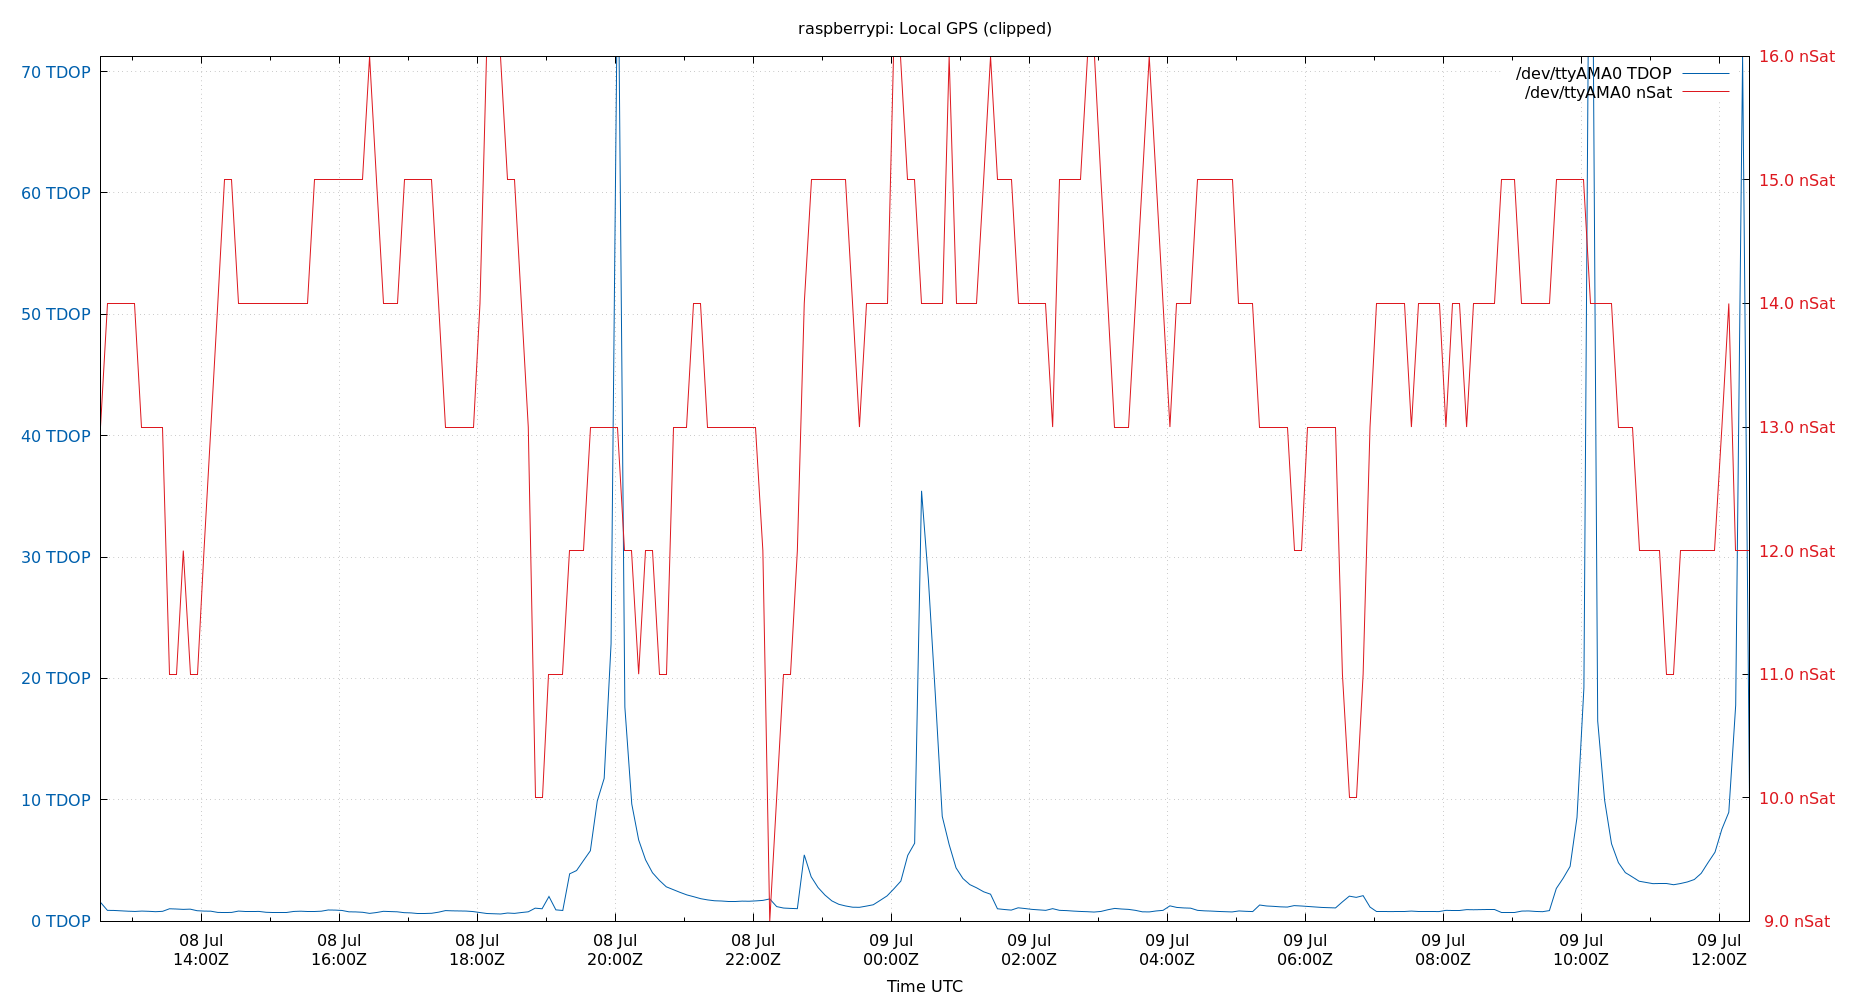 raspberrypi: Local GPS (clipped)
70 TDOP
60 TDOP
50 TDOP
40 TDOP
30 TDOP
20 TDOP
10 TDOP
0 TDOP
16.0 nSat
15.0 nSat
14.0 nSat
13.0 nSat
12.0 nSat
11.0 nSat
10.0 nSat
9.0 nSat
/dev/ttyAMA0 TDOP
/dev/ttyAMA0 nSat
08 Jul 08 Jul 08 Jul 08 Jul 08 Jul 09 Jul 09 Jul 09 Jul 09 Jul 09 Jul 09 Jul 09 Jul
14:00Z 16:00Z 18:00Z 20:00Z 22:00Z 00:00Z 02:00Z 04:00Z 06:00Z 08:00Z 10:00Z 12:00Z
Time UTC